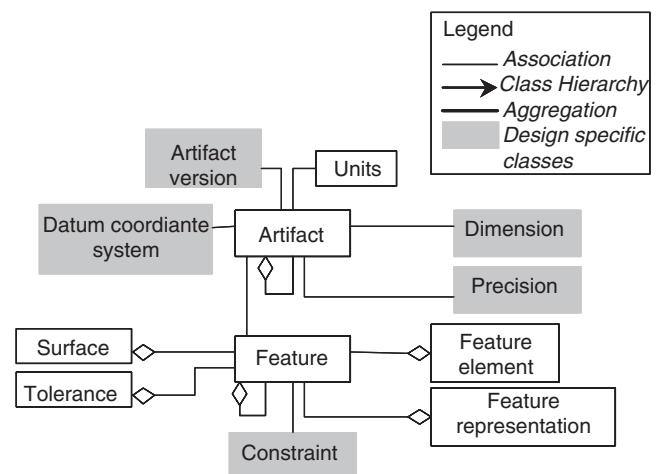 Legend
Association
Class Hierarchy
Aggregation
Design specific
classes
Artifact
version
Units
Datum coordiante
system
Artifact
Dimension
Precision
Surface
Feature
Feature
element
Tolerance
Feature
representation
Constraint